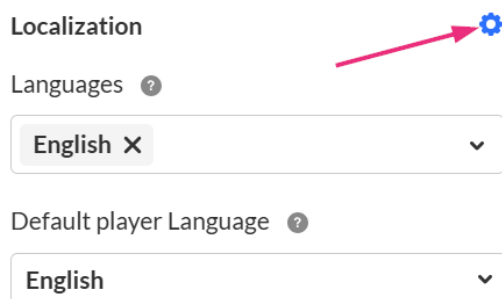 Localization
Languages ?
English
Default player Language ?
English